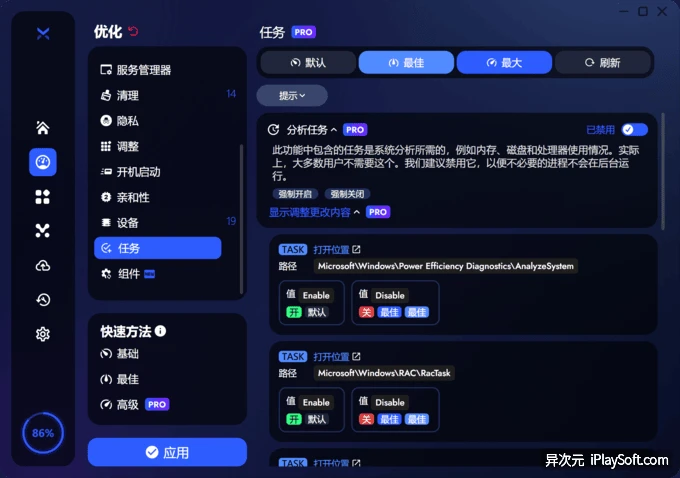 优化
服务管理器
清理 14
隐私
调整
开机启动
亲和性
设备 19
任务
组件
快速方法
基础
最佳
高级 PRO
86%
应用
任务 PRO
默认 最佳 最大 刷新
提示
分析任务 PRO 已禁用
此功能中包含的任务是系统分析所需的，例如内存、磁盘和处理器使用情况。实际
上，大多数用户不需要这个。我们建议禁用它，以便不必要的进程不会在后台运
行。
强制开启 强制关闭
显示调整更改内容 PRO
TASK 打开位置
路径 Microsoft\Windows\Power Efficiency Diagnostics\AnalyzeSystem
值 Enable 值 Disable
开 默认 关 最佳 最佳
TASK 打开位置
路径 Microsoft\Windows\RAC\RacTask
值 Enable 值 Disable
开 默认 关 最佳 最佳
TASK 打开位置
异次元 iPlaySoft.com